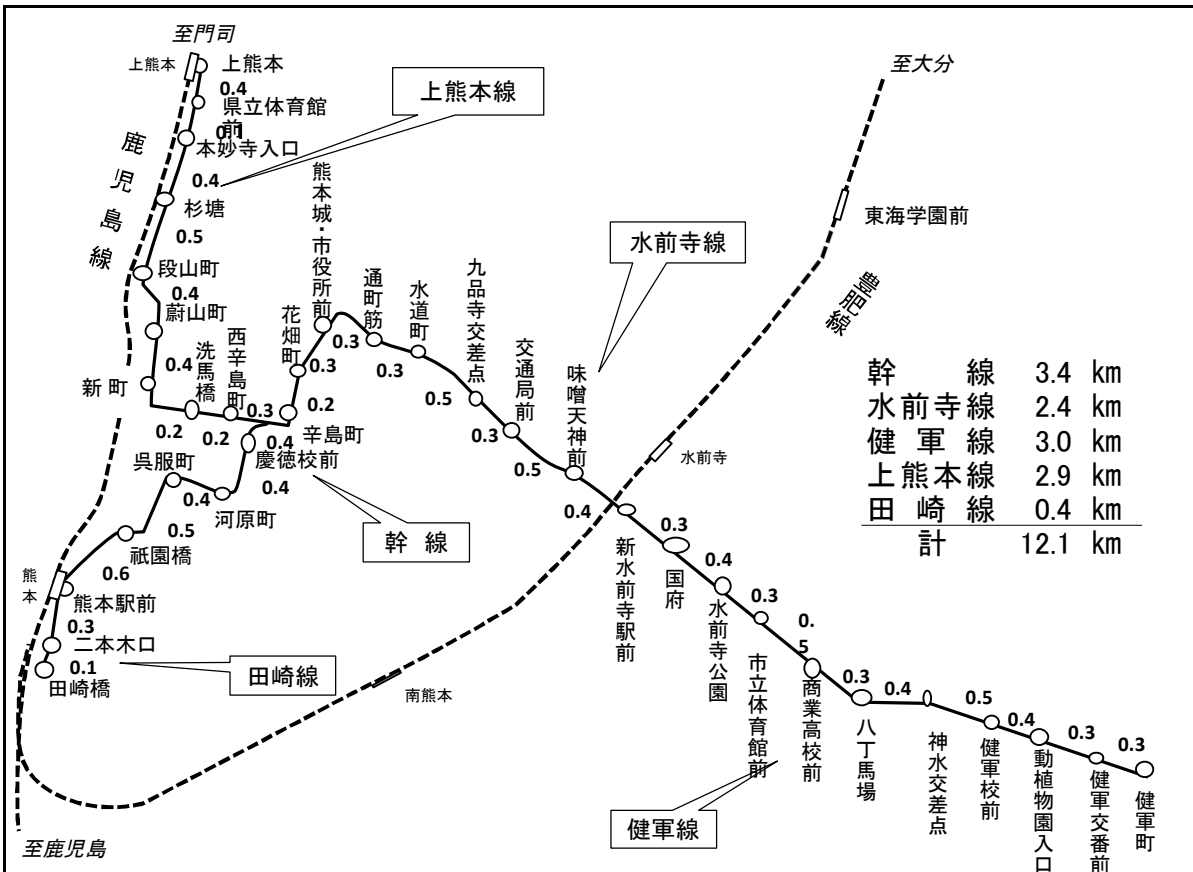 至門司
上熊本
上熊本
0.4
県立体育館前
0.1
本妙寺入口
0.4
杉塘
0.5
段山町
0.4
蔚山町
0.4
新町
0.2
洗馬橋
0.2
西辛島町
0.3
上熊本線
鹿児島線
熊本城・市役所前
0.3
花畑町
0.3
0.2
辛島町
0.4
慶徳校前
0.4
河原町
0.4
呉服町
0.5
祇園橋
0.6
熊本
熊本駅前
0.3
二本木口
0.1
田崎橋
田崎線
幹線
至鹿児島
通町筋
0.3
水道町
0.5
九品寺交差点
0.3
交通局前
0.5
味噌天神前
0.4
水前寺線
至大分
東海学園前
豊肥線
水前寺
南熊本
新水前寺駅前
0.3
国府
0.4
水前寺公園
0.3
市立体育館前
0.5
商業高校前
0.3
八丁馬場
0.4
神水交差点
0.5
健軍校前
0.4
動植物園入口
0.3
健軍交番前
0.3
健軍町
健軍線
幹線 3.4 km
水前寺線 2.4 km
健軍線 3.0 km
上熊本線 2.9 km
田崎線 0.4 km
計 12.1 km